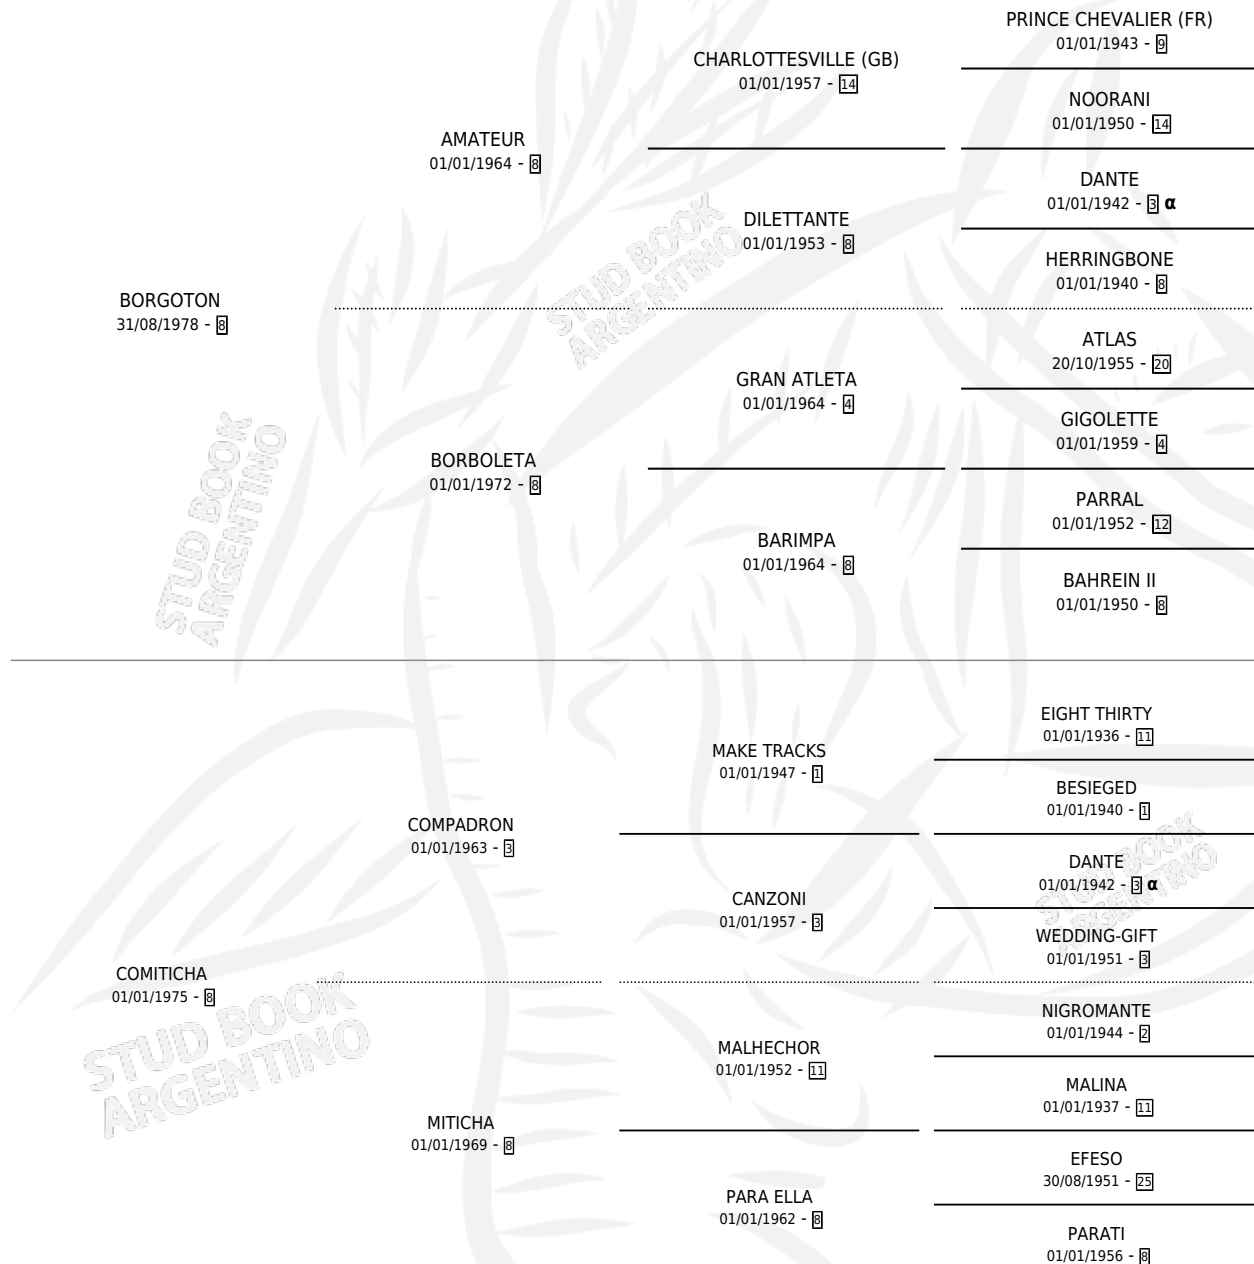 PRINCE CHEVALIER (FR)
01/01/1943 - 9
CHARLOTTESVILLE (GB)
01/01/1957 - 14
NOORANI
01/01/1950 - 14
AMATEUR
01/01/1964 - 8
DANTE
01/01/1942 - 3 α
DILETTANTE
01/01/1953 - 8
HERRINGBONE
01/01/1940 - 8
BORGOTON
31/08/1978 - 8
ATLAS
20/10/1955 - 20
GRAN ATLETA
01/01/1964 - 4
GIGOLETTE
01/01/1959 - 4
BORBOLETA
01/01/1972 - 8
PARRAL
01/01/1952 - 12
BARIMPA
01/01/1964 - 8
BAHREIN II
01/01/1950 - 8
STUD BOOK
ARGENTINO
STUD BOOK
ARGENTINO
EIGHT THIRTY
01/01/1936 - 11
MAKE TRACKS
01/01/1947 - 1
BESIEGED
01/01/1940 - 1
COMPADRON
01/01/1963 - 3
DANTE
01/01/1942 - 3 α
CANZONI
01/01/1957 - 3
WEDDING-GIFT
01/01/1951 - 3
COMITICHA
01/01/1975 - 8
NIGROMANTE
01/01/1944 - 2
MALHECHOR
01/01/1952 - 11
MALINA
01/01/1937 - 11
MITICHA
01/01/1969 - 8
EFESO
30/08/1951 - 25
PARA ELLA
01/01/1962 - 8
PARATI
01/01/1956 - 8
STUD BOOK
ARGENTINO
STUD BOOK
ARGENTINO